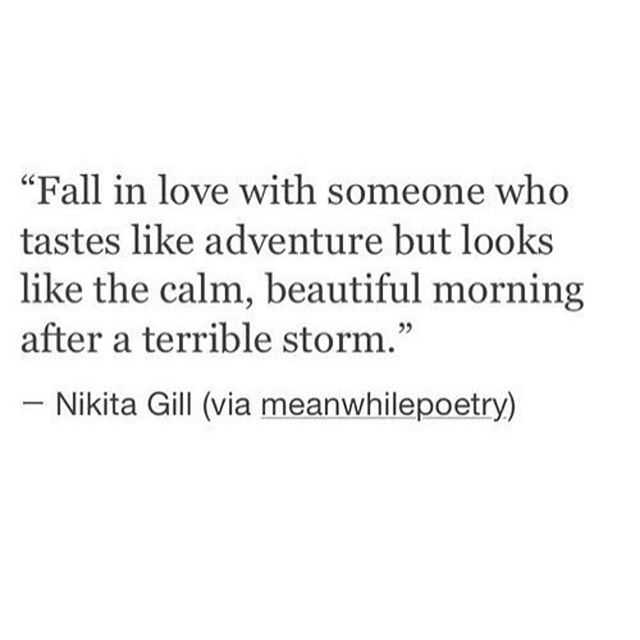 “Fall in love with someone who
tastes like adventure but looks
like the calm, beautiful morning
after a terrible storm.”
— Nikita Gill (via meanwhilepoetry)